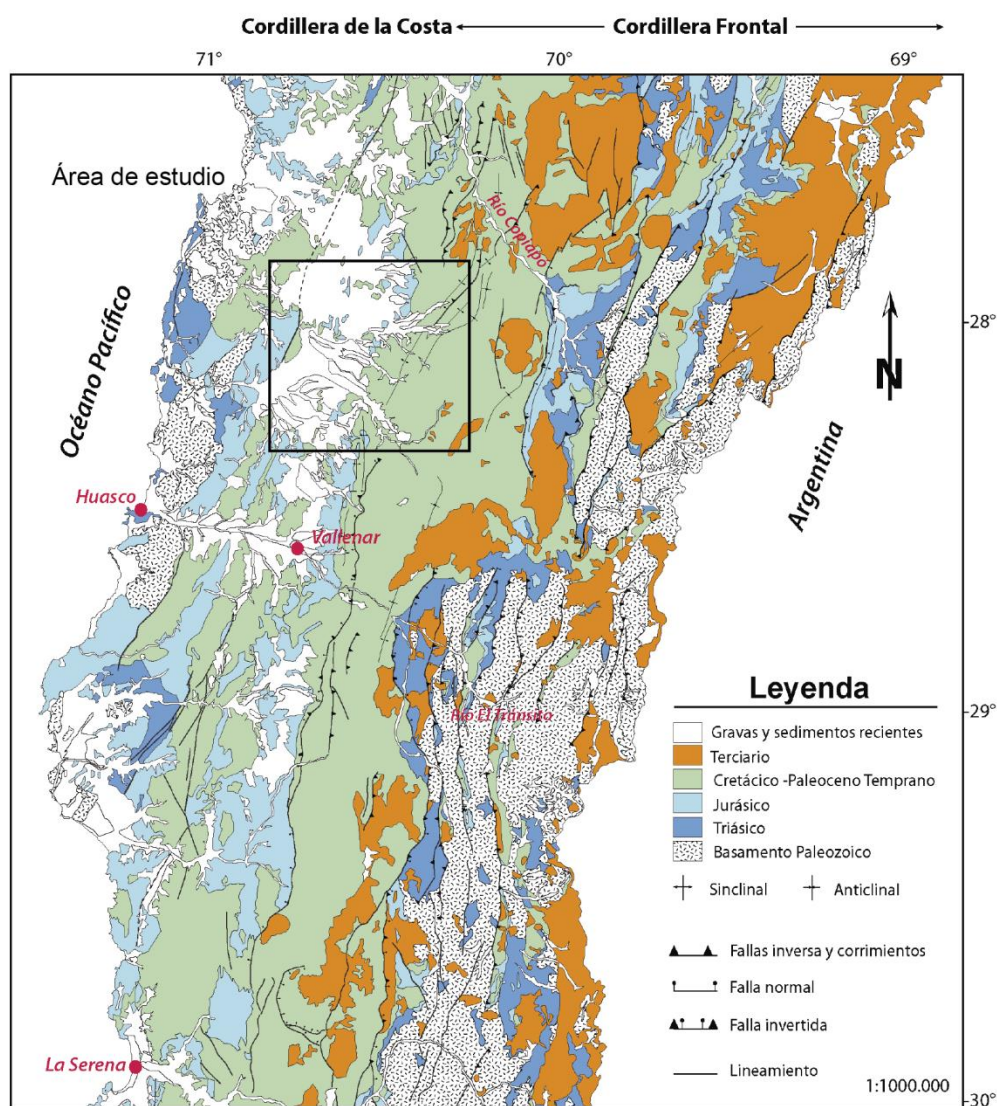 Cordillera de la Costa
Cordillera Frontal
71°
70°
69°
Área de estudio
Océano Pacífico
Río Copiapo
28°
N
Argentina
Huasco
Vallenar
Río El Tránsito
29°
Leyenda
Gravas y sedimentos recientes
Terciario
Cretácico -Paleoceno Temprano
Jurásico
Triásico
Basamento Paleozoico
Sinclinal
Anticlinal
Fallas inversa y corrimientos
Falla normal
Falla invertida
Lineamiento
1:1000.000
La Serena
30°